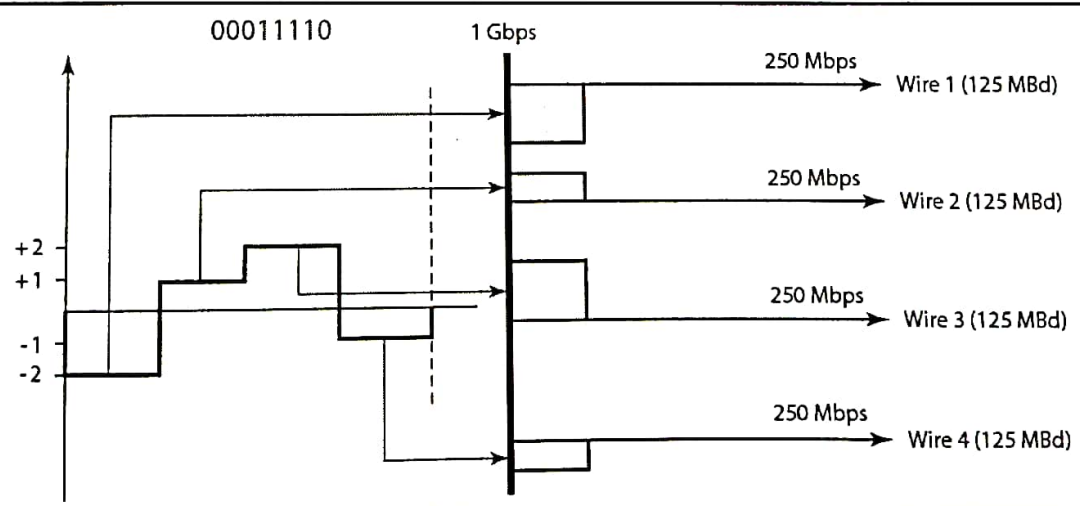 00011110
1 Gbps
250 Mbps
Wire 1 (125 MBd)
250 Mbps
Wire 2 (125 MBd)
+2
+1
-1
-2
250 Mbps
Wire 3 (125 MBd)
250 Mbps
Wire 4 (125 MBd)